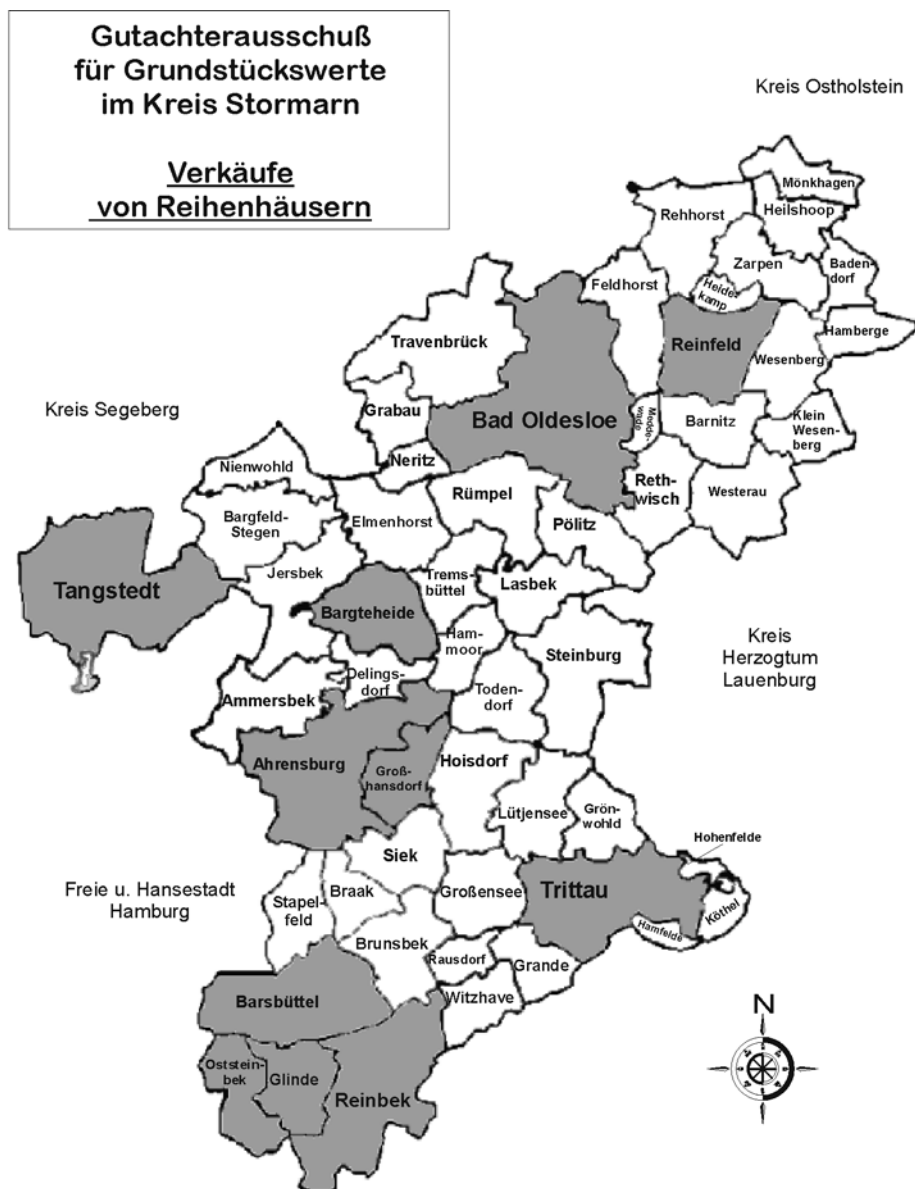 Gutachterausschuß
für Grundstückswerte
im Kreis Stormarn
Verkäufe
von Reihenhäusern
Kreis Ostholstein
Mönkhagen
Rehhorst
Heilshoop
Zarpen
Baden-
dorf
Feldhorst
Heide-
kamp
Hamberge
Travenbrück
Reinfeld
Wesenberg
Kreis Segeberg
Grabau
Bad Oldesloe
Medde-
wade
Barnitz
Klein
Wesen-
berg
Neritz
Nienwohld
Rümpel
Reth-
wisch
Westerau
Bargfeld-
Stegen
Elmenhorst
Pölitz
Jersbek
Trems-
büttel
Lasbek
Tangstedt
Bargteheide
Ham-
moor
Steinburg
Kreis
Herzogtum
Lauenburg
Delings-
dorf
Ammersbek
Toden-
dorf
Ahrensburg
Groß-
hansdorf
Hoisdorf
Lütjensee
Grön-
wohld
Hohenfelde
Siek
Freie u. Hansestadt
Hamburg
Stapel-
feld
Braak
Großensee
Trittau
Köthel
Hamfelde
Brunsbek
Rausdorf
Grande
Witzhave
Barsbüttel
N
Oststein-
bek
Glinde
Reinbek